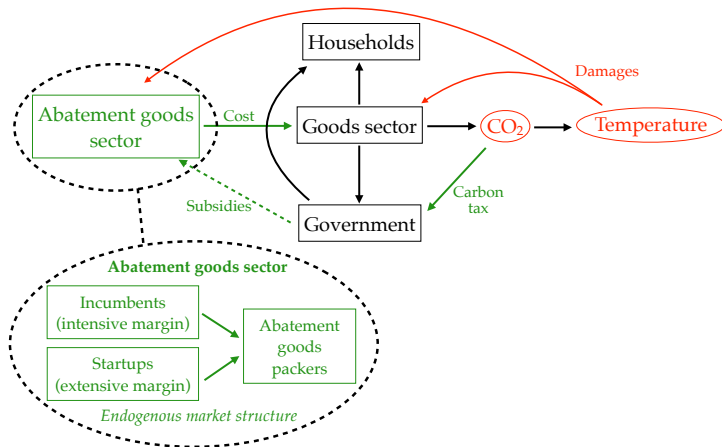 Households
Damages
Abatement goods
sector
Cost
Goods sector
CO₂
Temperature
Subsidies
Carbon
tax
Government
Abatement goods sector
Incumbents
(intensive margin)
Abatement
goods
packers
Startups
(extensive margin)
Endogenous market structure